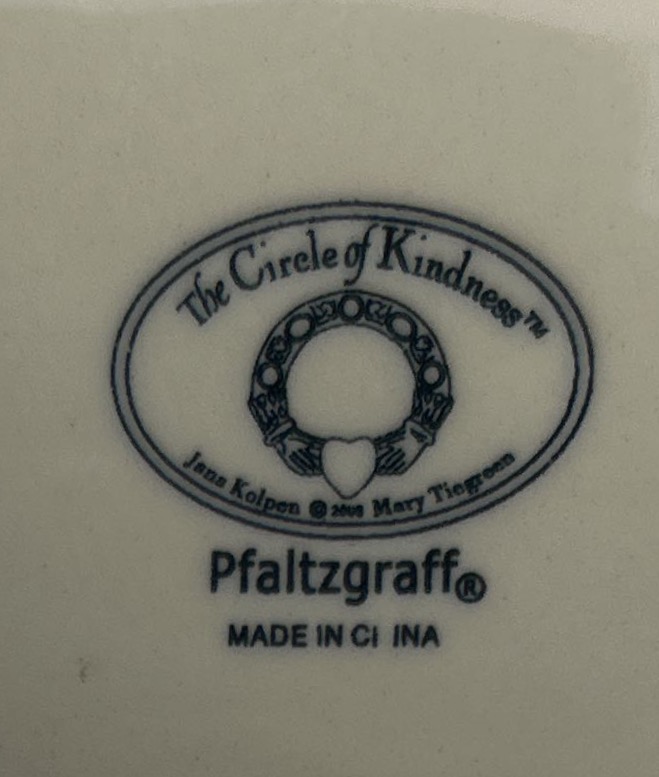 The Circle of Kindness™
Jana Kolpen © Mary Tiegreen
Pfaltzgraff®
MADE IN CI INA